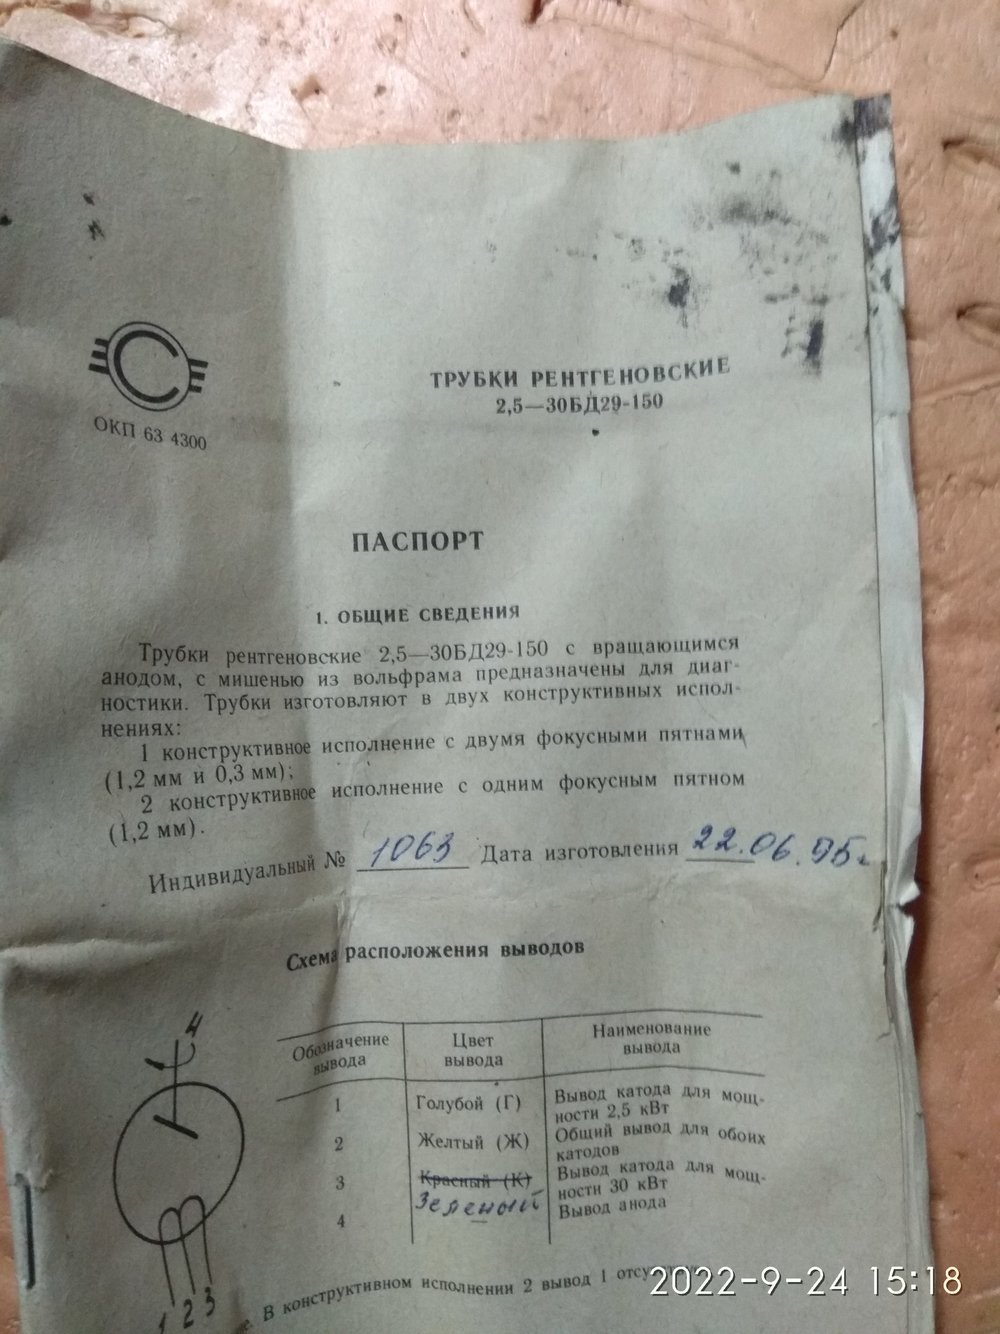 ТРУБКИ РЕНТГЕНОВСКИЕ
2,5—30БД29-150
С
ОКП 63 4300
ПАСПОРТ
1. ОБЩИЕ СВЕДЕНИЯ
Трубки рентгеновские 2,5—30БД29-150 с вращающимся
анодом, с мишенью из вольфрама предназначены для диаг-
ностики. Трубки изготовляют в двух конструктивных испол-
нениях:
1 конструктивное исполнение с двумя фокусными пятнами
(1,2 мм и 0,3 мм);
2 конструктивное исполнение с одним фокусным пятном
(1,2 мм).
Индивидуальный № 1063 Дата изготовления 22.06.95г
Схема расположения выводов
Обозначение вывода Цвет вывода Наименование вывода
1 Голубой (Г) Вывод катода для мощ-
ности 2,5 кВт
2 Желтый (Ж) Общий вывод для обоих
катодов
3 Красный (К) Вывод катода для мощ-
Зеленый ности 30 кВт
4 Вывод анода
4
1 2 3
В конструктивном исполнении 2 вывод 1
2022-9-24 15:18